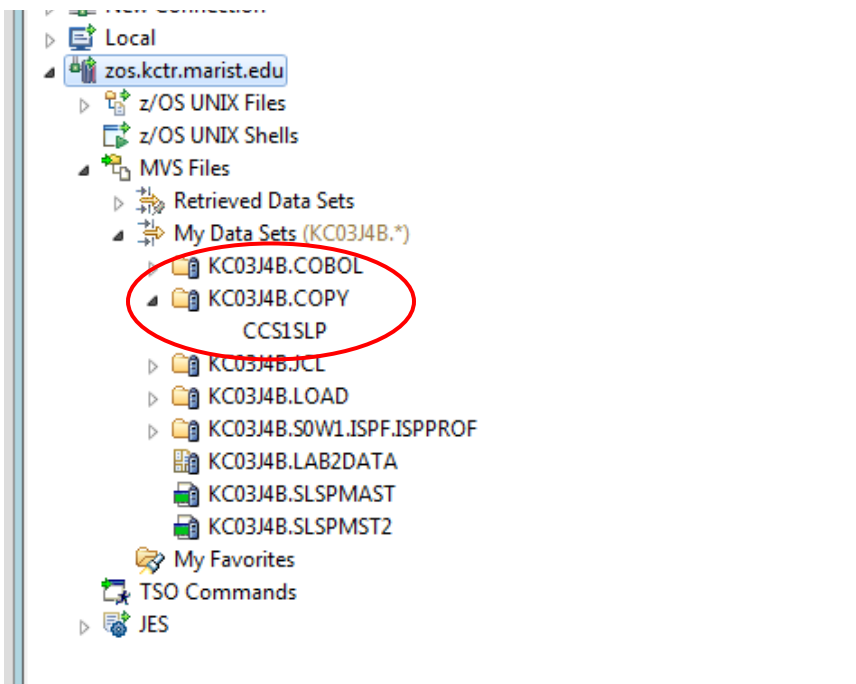 New Connection
Local
zos.kctr.marist.edu
z/OS UNIX Files
z/OS UNIX Shells
MVS Files
Retrieved Data Sets
My Data Sets (KC03J4B.*)
KC03J4B.COBOL
KC03J4B.COPY
CCS1SLP
KC03J4B.JCL
KC03J4B.LOAD
KC03J4B.S0W1.ISPF.ISPPROF
KC03J4B.LAB2DATA
KC03J4B.SLSPMAST
KC03J4B.SLSPMST2
My Favorites
TSO Commands
JES